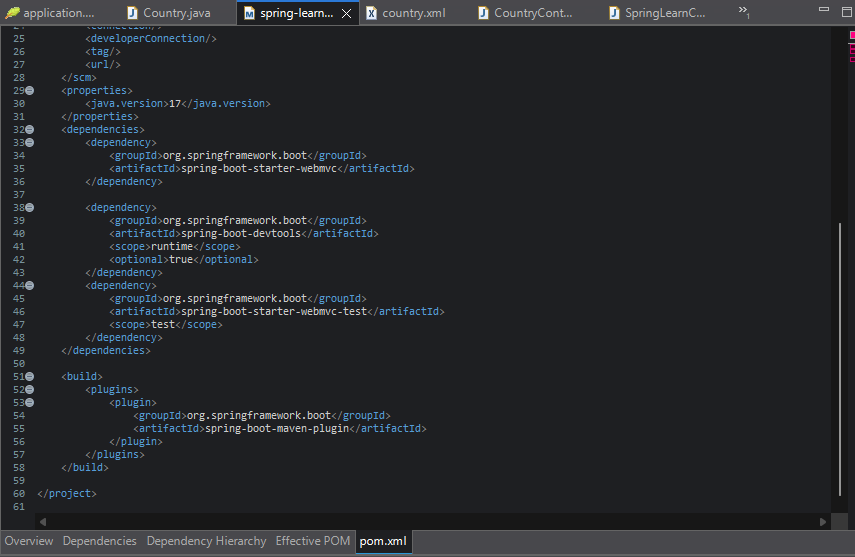 application....
Country.java
spring-learn...
country.xml
CountryCont...
SpringLearnC...
1
25 <developerConnection/>
26 <tag/>
27 <url/>
28 </scm>
29 <properties>
30 <java.version>17</java.version>
31 </properties>
32 <dependencies>
33 <dependency>
34 <groupId>org.springframework.boot</groupId>
35 <artifactId>spring-boot-starter-webmvc</artifactId>
36 </dependency>
37
38 <dependency>
39 <groupId>org.springframework.boot</groupId>
40 <artifactId>spring-boot-devtools</artifactId>
41 <scope>runtime</scope>
42 <optional>true</optional>
43 </dependency>
44 <dependency>
45 <groupId>org.springframework.boot</groupId>
46 <artifactId>spring-boot-starter-webmvc-test</artifactId>
47 <scope>test</scope>
48 </dependency>
49 </dependencies>
50
51 <build>
52 <plugins>
53 <plugin>
54 <groupId>org.springframework.boot</groupId>
55 <artifactId>spring-boot-maven-plugin</artifactId>
56 </plugin>
57 </plugins>
58 </build>
59
60 </project>
61
Overview Dependencies Dependency Hierarchy Effective POM pom.xml